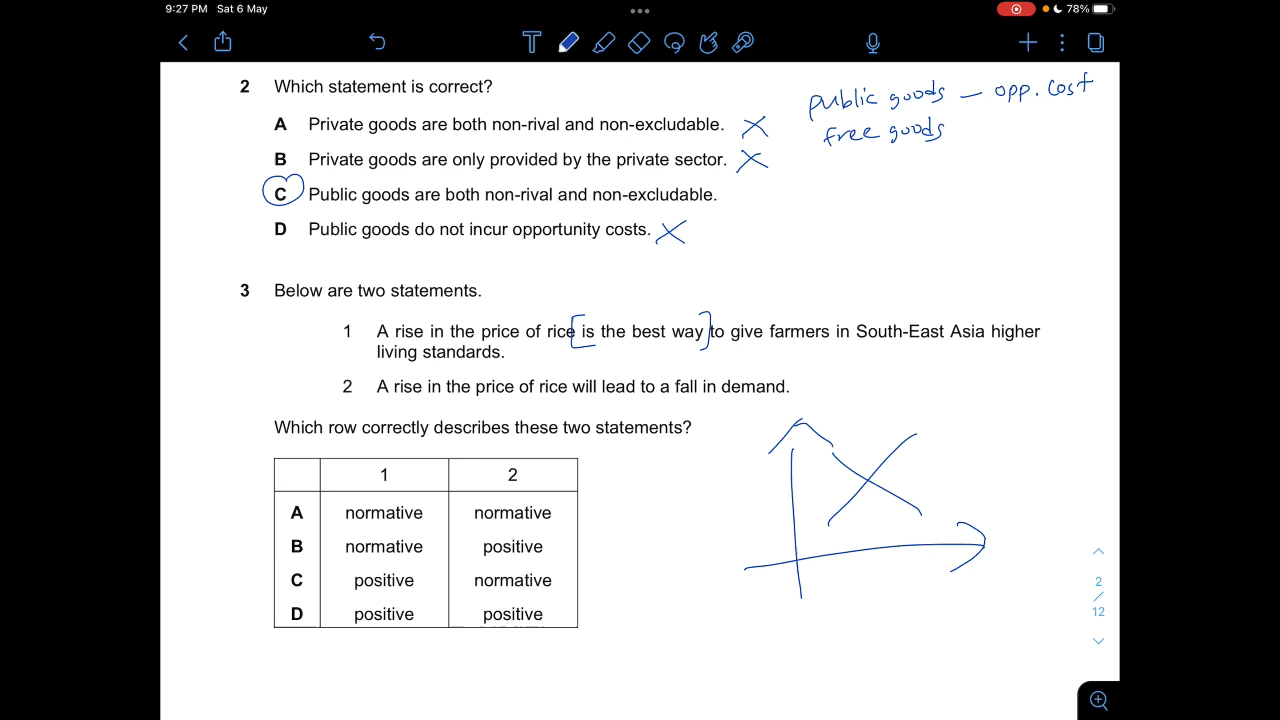 9:27 PM Sat 6 May
78%
2 Which statement is correct?
public goods — opp. cost
free goods
A Private goods are both non-rival and non-excludable.
B Private goods are only provided by the private sector.
C Public goods are both non-rival and non-excludable.
D Public goods do not incur opportunity costs.
3 Below are two statements.
1 A rise in the price of rice [is the best way] to give farmers in South-East Asia higher
living standards.
2 A rise in the price of rice will lead to a fall in demand.
Which row correctly describes these two statements?
1 2
A normative normative
B normative positive
C positive normative
D positive positive
2
/
12